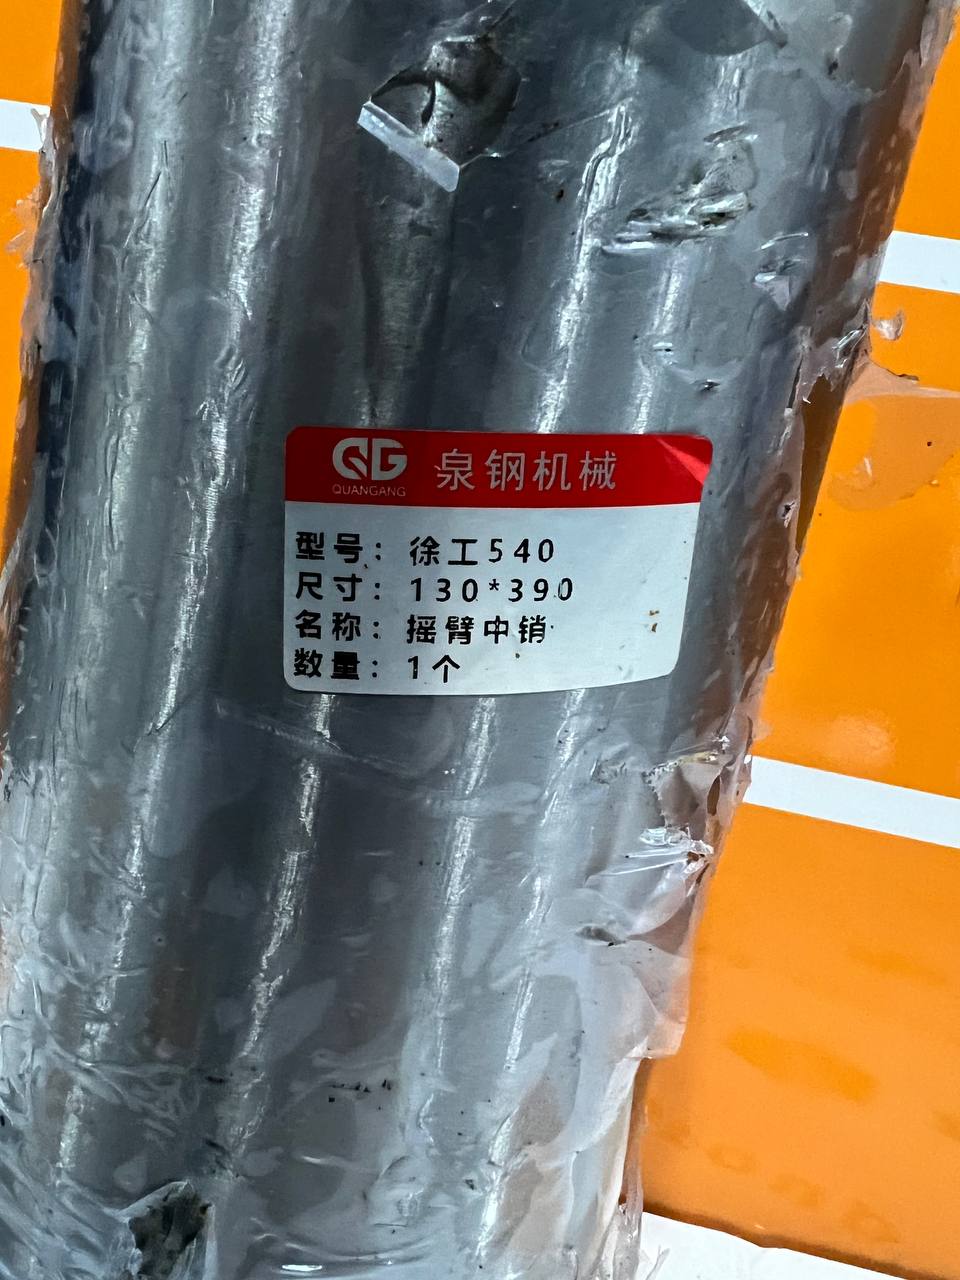 QG 泉钢机械
QUANGANG
型号：徐工540
尺寸：130*390
名称：摇臂中销
数量：1个